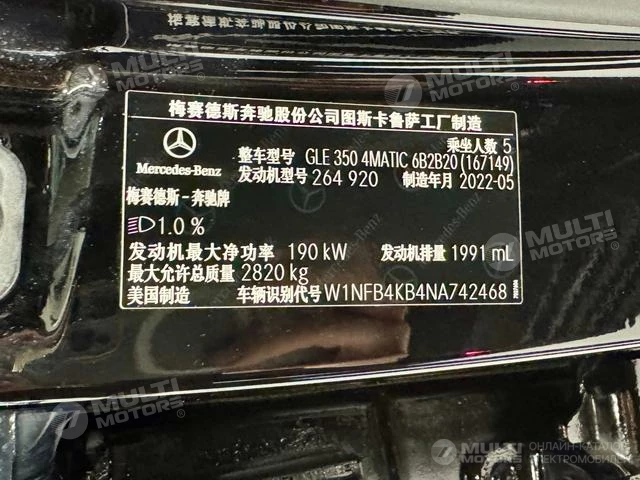 梅赛德斯奔驰股份公司图斯卡鲁萨工厂制造
乘坐人数 5
整车型号 GLE 350 4MATIC 6B2B20 (167149)
Mercedes-Benz
发动机型号 264 920 制造年月 2022-05
梅赛德斯-奔驰牌
1.0 %
发动机最大净功率 190 kW 发动机排量 1991 mL
最大允许总质量 2820 kg
美国制造 车辆识别代号 W1NFB4KB4NA742468
MULTI MOTORS
MULTI MOTORS
MULTI MOTORS
MULTI MOTORS
MULTI MOTORS
ОНЛАЙН-КАТАЛОГ
ЭЛЕКТРОМОБИЛЕЙ